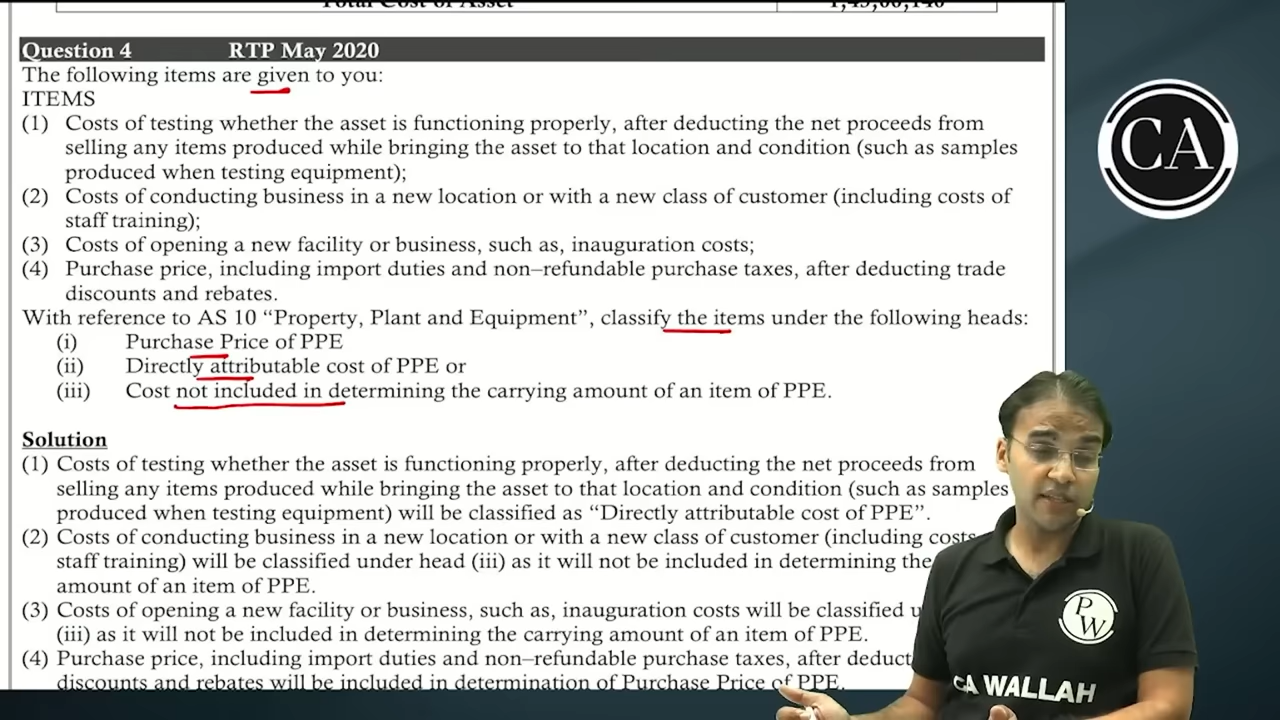 Total Cost of Asset 1,45,00,140
Question 4 RTP May 2020
The following items are given to you:
ITEMS
(1) Costs of testing whether the asset is functioning properly, after deducting the net proceeds from
selling any items produced while bringing the asset to that location and condition (such as samples
produced when testing equipment);
(2) Costs of conducting business in a new location or with a new class of customer (including costs of
staff training);
(3) Costs of opening a new facility or business, such as, inauguration costs;
(4) Purchase price, including import duties and non–refundable purchase taxes, after deducting trade
discounts and rebates.
With reference to AS 10 “Property, Plant and Equipment”, classify the items under the following heads:
(i) Purchase Price of PPE
(ii) Directly attributable cost of PPE or
(iii) Cost not included in determining the carrying amount of an item of PPE.
Solution
(1) Costs of testing whether the asset is functioning properly, after deducting the net proceeds from
selling any items produced while bringing the asset to that location and condition (such as samples
produced when testing equipment) will be classified as “Directly attributable cost of PPE”.
(2) Costs of conducting business in a new location or with a new class of customer (including costs
staff training) will be classified under head (iii) as it will not be included in determining the
amount of an item of PPE.
(3) Costs of opening a new facility or business, such as, inauguration costs will be classified
(iii) as it will not be included in determining the carrying amount of an item of PPE.
(4) Purchase price, including import duties and non–refundable purchase taxes, after
discounts and rebates will be included in determination of Purchase Price of PPE.
CA
PW
CA WALLAH